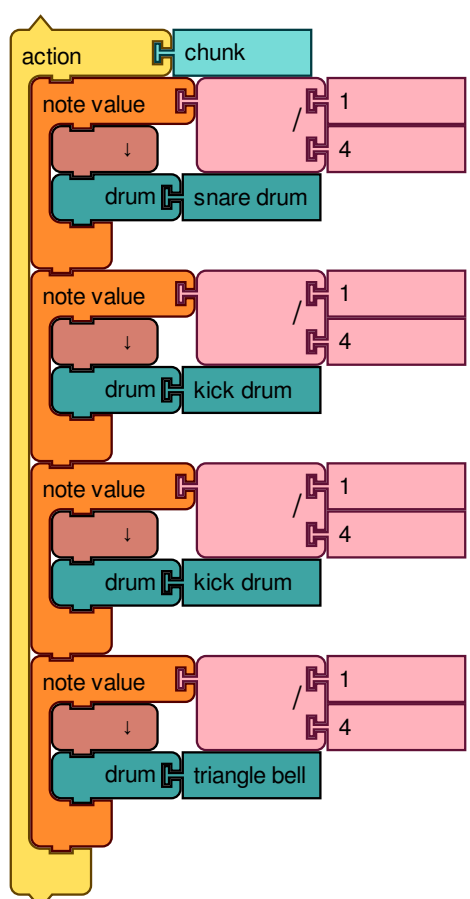 action chunk
note value / 1
4
↓
drum snare drum
note value / 1
4
↓
drum kick drum
note value / 1
4
↓
drum kick drum
note value / 1
4
↓
drum triangle bell